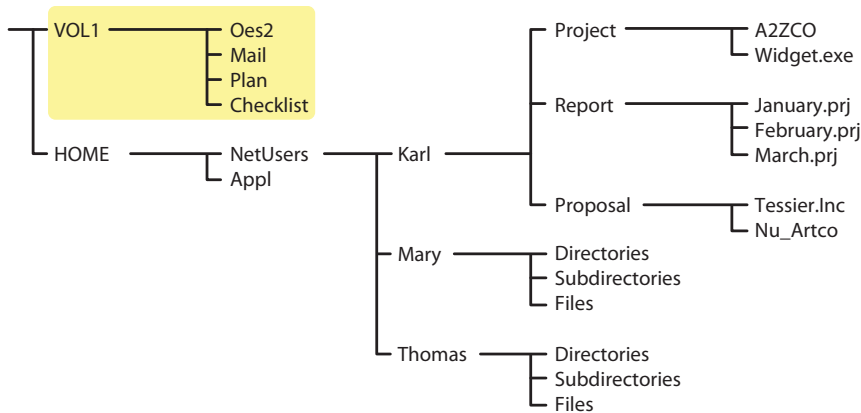 VOL1 Oes2 Project A2ZCO
Mail Widget.exe
Plan
Checklist Report January.prj
February.prj
HOME NetUsers Karl March.prj
Appl
Proposal Tessier.Inc
Nu_Artco
Mary Directories
Subdirectories
Files
Thomas Directories
Subdirectories
Files